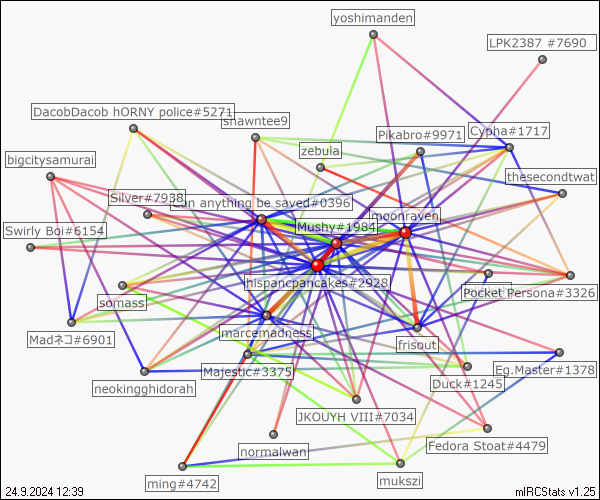 yoshimanden
LPK2387 #7690
DacobDacob hORNY police#5271
shawntee9
Pikabro#9971
Cypha#1717
zebula
bigcitysamurai
thesecondtwat
Silver#7938
Can anything be saved#0396
moonraven
Mushy#1984
Swirly Boi#6154
hispancpancakes#2928
Pocket Persona#3326
somass
marcemadness
frisout
Madネコ#6901
Majestic#3375
Eg.Master#1378
neokingghidorah
Duck#1245
JKOUYH VIII#7034
normalwan
Fedora Stoat#4479
ming#4742
mukszi
24.9.2024 12:39
mIRCStats v1.25